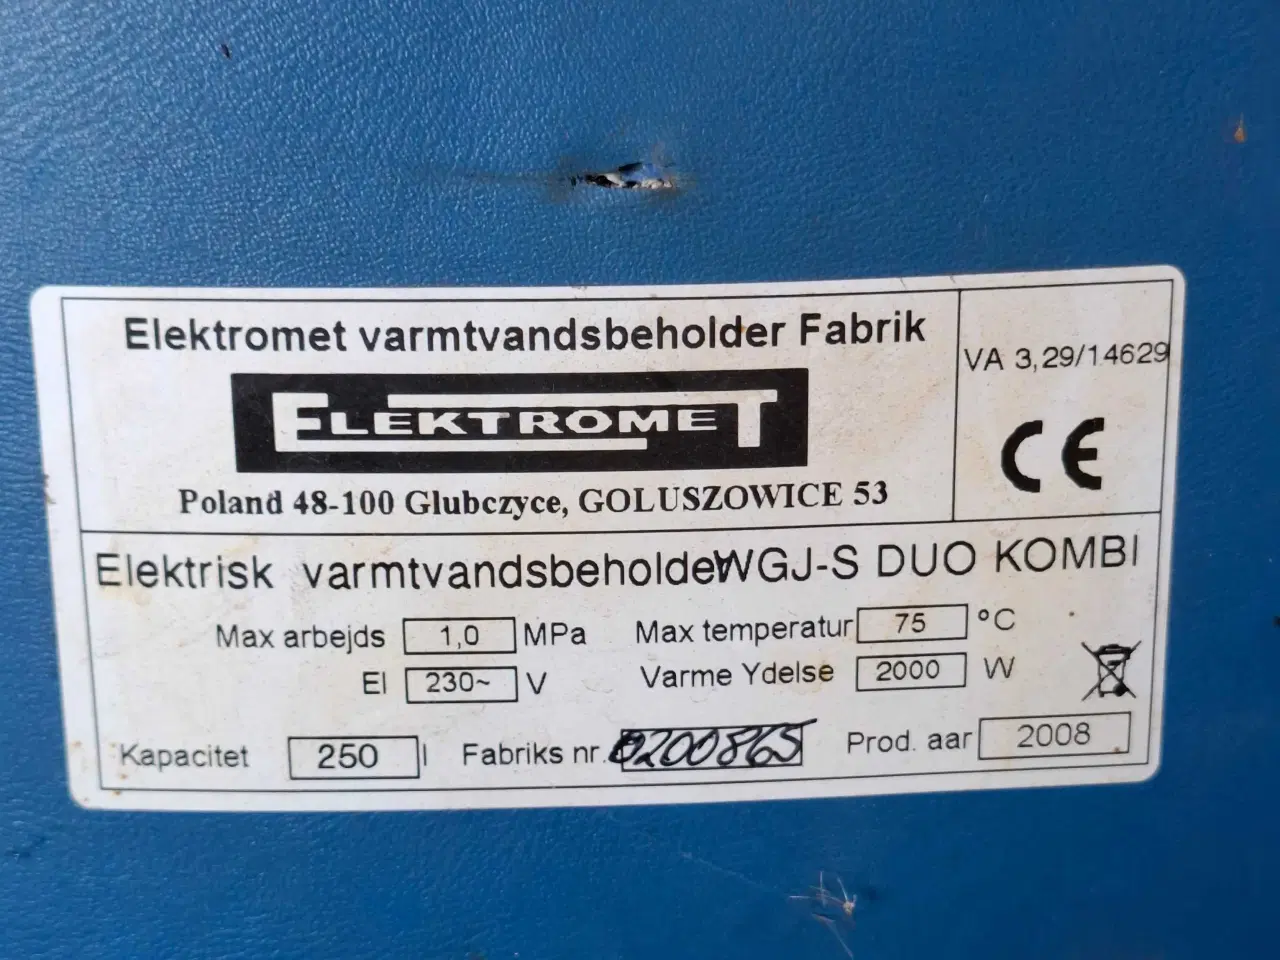 Elektromet varmtvandsbeholder Fabrik
VA 3,29/14629
ELEKTROMET
CE
Poland 48-100 Glubczyce, GOLUSZOWICE 53
Elektrisk varmtvandsbeholder WGJ-S DUO KOMBI
Max arbejds 1,0 MPa Max temperatur 75 °C
El 230~ V Varme Ydelse 2000 W
Kapacitet 250 l Fabriks nr. 0200865 Prod. aar 2008